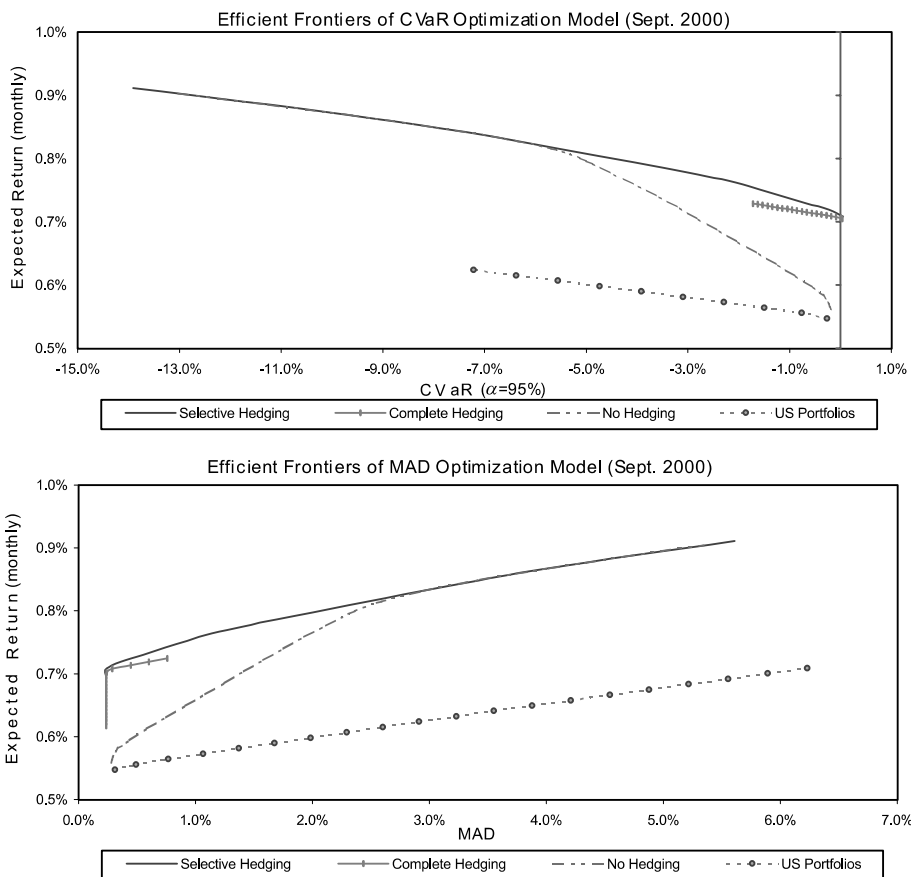 Efficient Frontiers of CVaR Optimization Model (Sept. 2000)
1.0%
0.9%
0.8%
0.7%
0.6%
0.5%
Expected Return (monthly)
-15.0% -13.0% -11.0% -9.0% -7.0% -5.0% -3.0% -1.0% 1.0%
CVaR (α=95%)
Selective Hedging Complete Hedging No Hedging US Portfolios
Efficient Frontiers of MAD Optimization Model (Sept. 2000)
1.0%
0.9%
0.8%
0.7%
0.6%
0.5%
Expected Return (monthly)
0.0% 1.0% 2.0% 3.0% 4.0% 5.0% 6.0% 7.0%
MAD
Selective Hedging Complete Hedging No Hedging US Portfolios